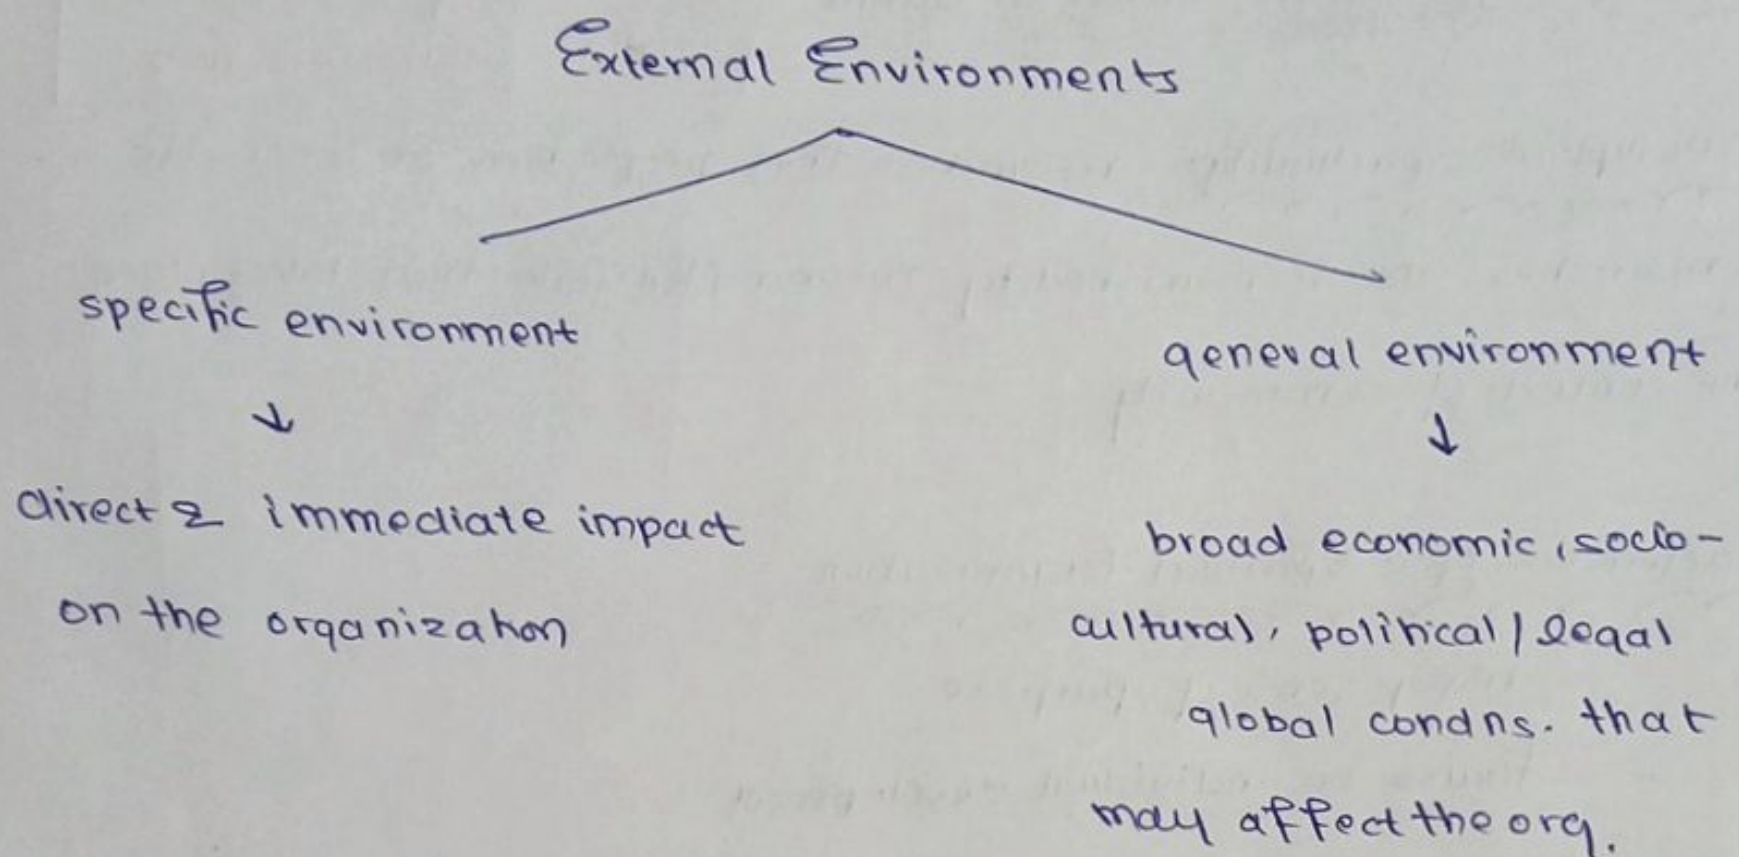 External Environments
specific environment
↓
direct & immediate impact
on the organization
general environment
↓
broad economic, socio-
cultural, political / legal
global condns. that
may affect the org.